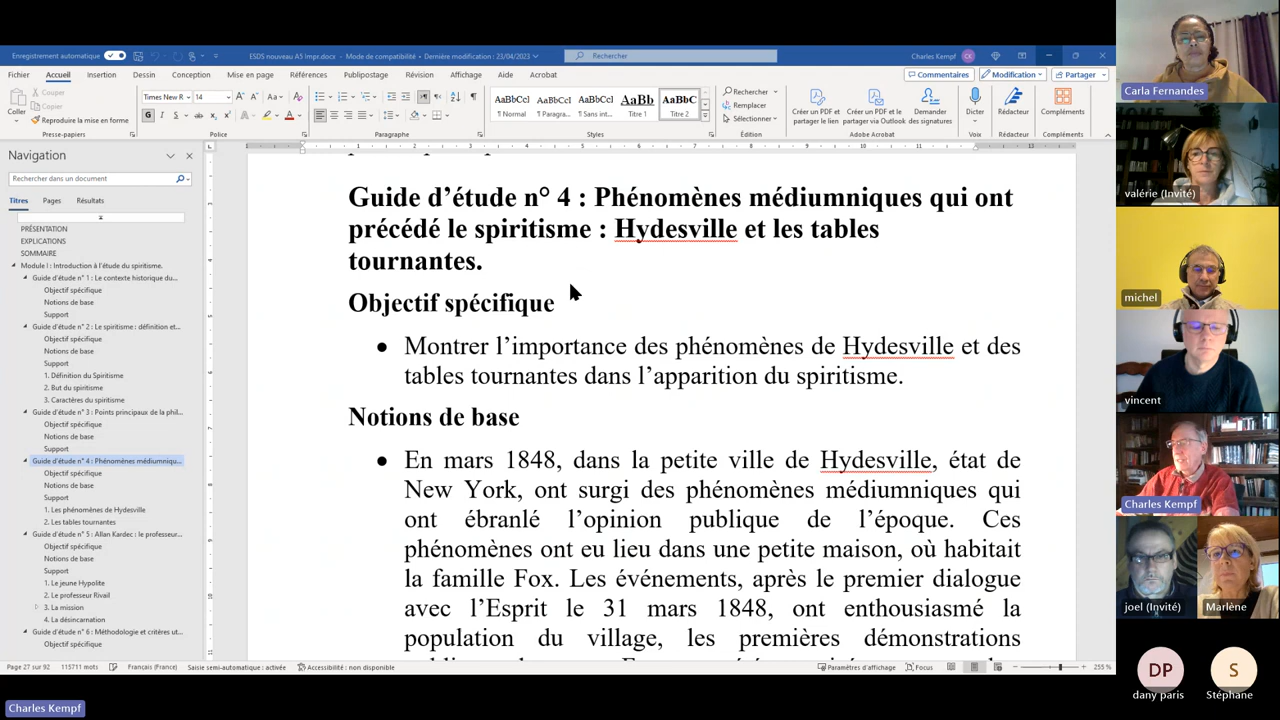 Enregistrement automatique
ESDS nouveau A5 Impr.docx - Mode de compatibilité - Dernière modification : 23/04/2023
Rechercher
Charles Kempf
CK
Fichier Accueil Insertion Dessin Conception Mise en page Références Publipostage Révision Affichage Aide Acrobat
Commentaires Modification Partager
Coller
Couper
Copier
Reproduire la mise en forme
Presse-papiers
Times New R 14
Police
Paragraphe
AaBbCcI AaBbCcI AaBbCcI AaBb AaBbC
¶ Normal ¶ Paragra... ¶ Sans int... Titre 1 Titre 2
Styles
Rechercher
Remplacer
Sélectionner
Édition
Créer un PDF et partager le lien
Créer un PDF et partager via Outlook
Demander des signatures
Adobe Acrobat
Dicter
Voix
Rédacteur
Rédacteur
Compléments
Compléments
Navigation
Rechercher dans un document
Titres Pages Résultats
PRÉSENTATION
EXPLICATIONS
SOMMAIRE
Module I : Introduction à l'étude du spiritisme.
Guide d'étude n° 1 : Le contexte historique du...
Objectif spécifique
Notions de base
Support
Guide d'étude n° 2 : Le spiritisme : définition et...
Objectif spécifique
Notions de base
Support
1. Définition du Spiritisme
2. But du spiritisme
3. Caractères du spiritisme
Guide d'étude n° 3 : Points principaux de la phil...
Objectif spécifique
Notions de base
Support
Guide d'étude n° 4 : Phénomènes médiumniqu...
Objectif spécifique
Notions de base
Support
1. Les phénomènes de Hydesville
2. Les tables tournantes
Guide d'étude n° 5 : Allan Kardec : le professeur...
Objectif spécifique
Notions de base
Support
1. Le jeune Hypolite
2. Le professeur Rivail
3. La mission
4. La désincarnation
Guide d'étude n° 6 : Méthodologie et critères ut...
Objectif spécifique
Guide d'étude n° 4 : Phénomènes médiumniques qui ont
précédé le spiritisme : Hydesville et les tables
tournantes.
Objectif spécifique
• Montrer l'importance des phénomènes de Hydesville et des
tables tournantes dans l'apparition du spiritisme.
Notions de base
• En mars 1848, dans la petite ville de Hydesville, état de
New York, ont surgi des phénomènes médiumniques qui
ont ébranlé l'opinion publique de l'époque. Ces
phénomènes ont eu lieu dans une petite maison, où habitait
la famille Fox. Les événements, après le premier dialogue
avec l'Esprit le 31 mars 1848, ont enthousiasmé la
population du village, les premières démonstrations
Page 27 sur 92 115711 mots Français (France) Saisie semi-automatique : activée Accessibilité : non disponible Paramètres d'affichage Focus 255 %
Carla Fernandes
valérie (Invité)
michel
vincent
Charles Kempf
joel (Invité) Marlène
DP S
dany paris Stéphane
Charles Kempf